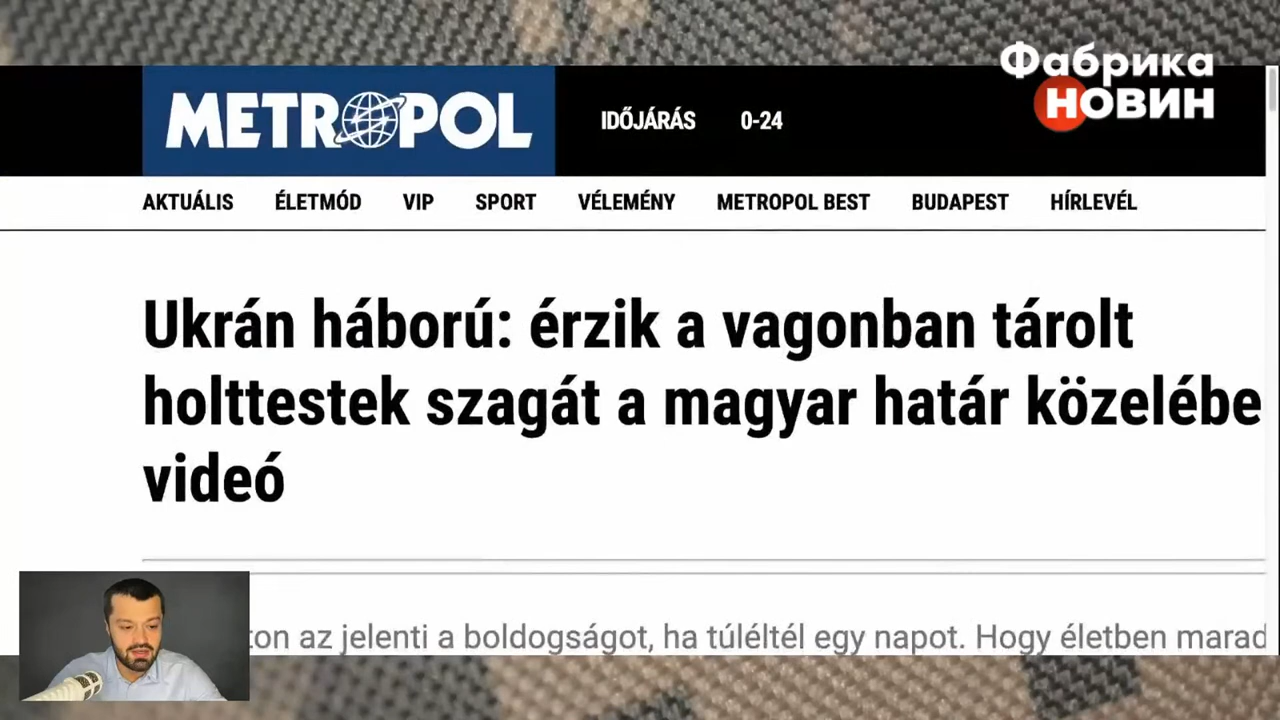 Фабрика
НОВИН
METROPOL
IDŐJÁRÁS 0-24
AKTUÁLIS ÉLETMÓD VIP SPORT VÉLEMÉNY METROPOL BEST BUDAPEST HÍRLEVÉL
Ukrán háború: érzik a vagonban tárolt
holttestek szagát a magyar határ közelébe
videó
ton az jelenti a boldogságot, ha túléltél egy napot. Hogy életben marad